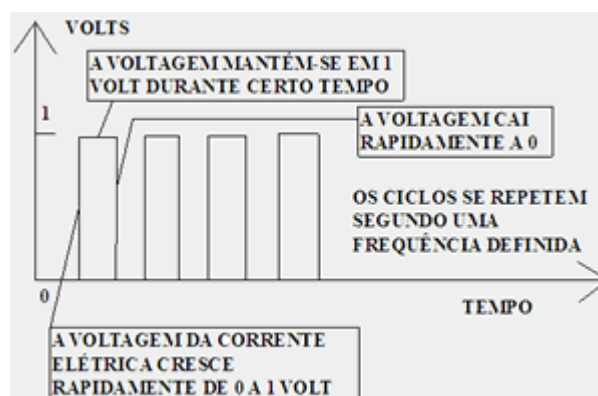 VOLTS
A VOLTAGEM MANTÉM-SE EM 1
VOLT DURANTE CERTO TEMPO
1
A VOLTAGEM CAI
RAPIDAMENTE A 0
OS CICLOS SE REPETEM
SEGUNDO UMA
FREQUÊNCIA DEFINIDA
0
TEMPO
A VOLTAGEM DA CORRENTE
ELÉTRICA CRESCE
RAPIDAMENTE DE 0 A 1 VOLT